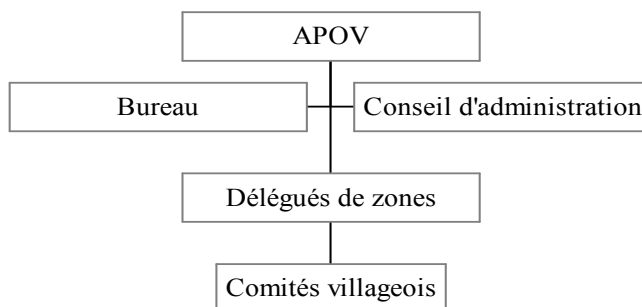 APOV
Bureau
Conseil d'administration
Délégués de zones
Comités villageois